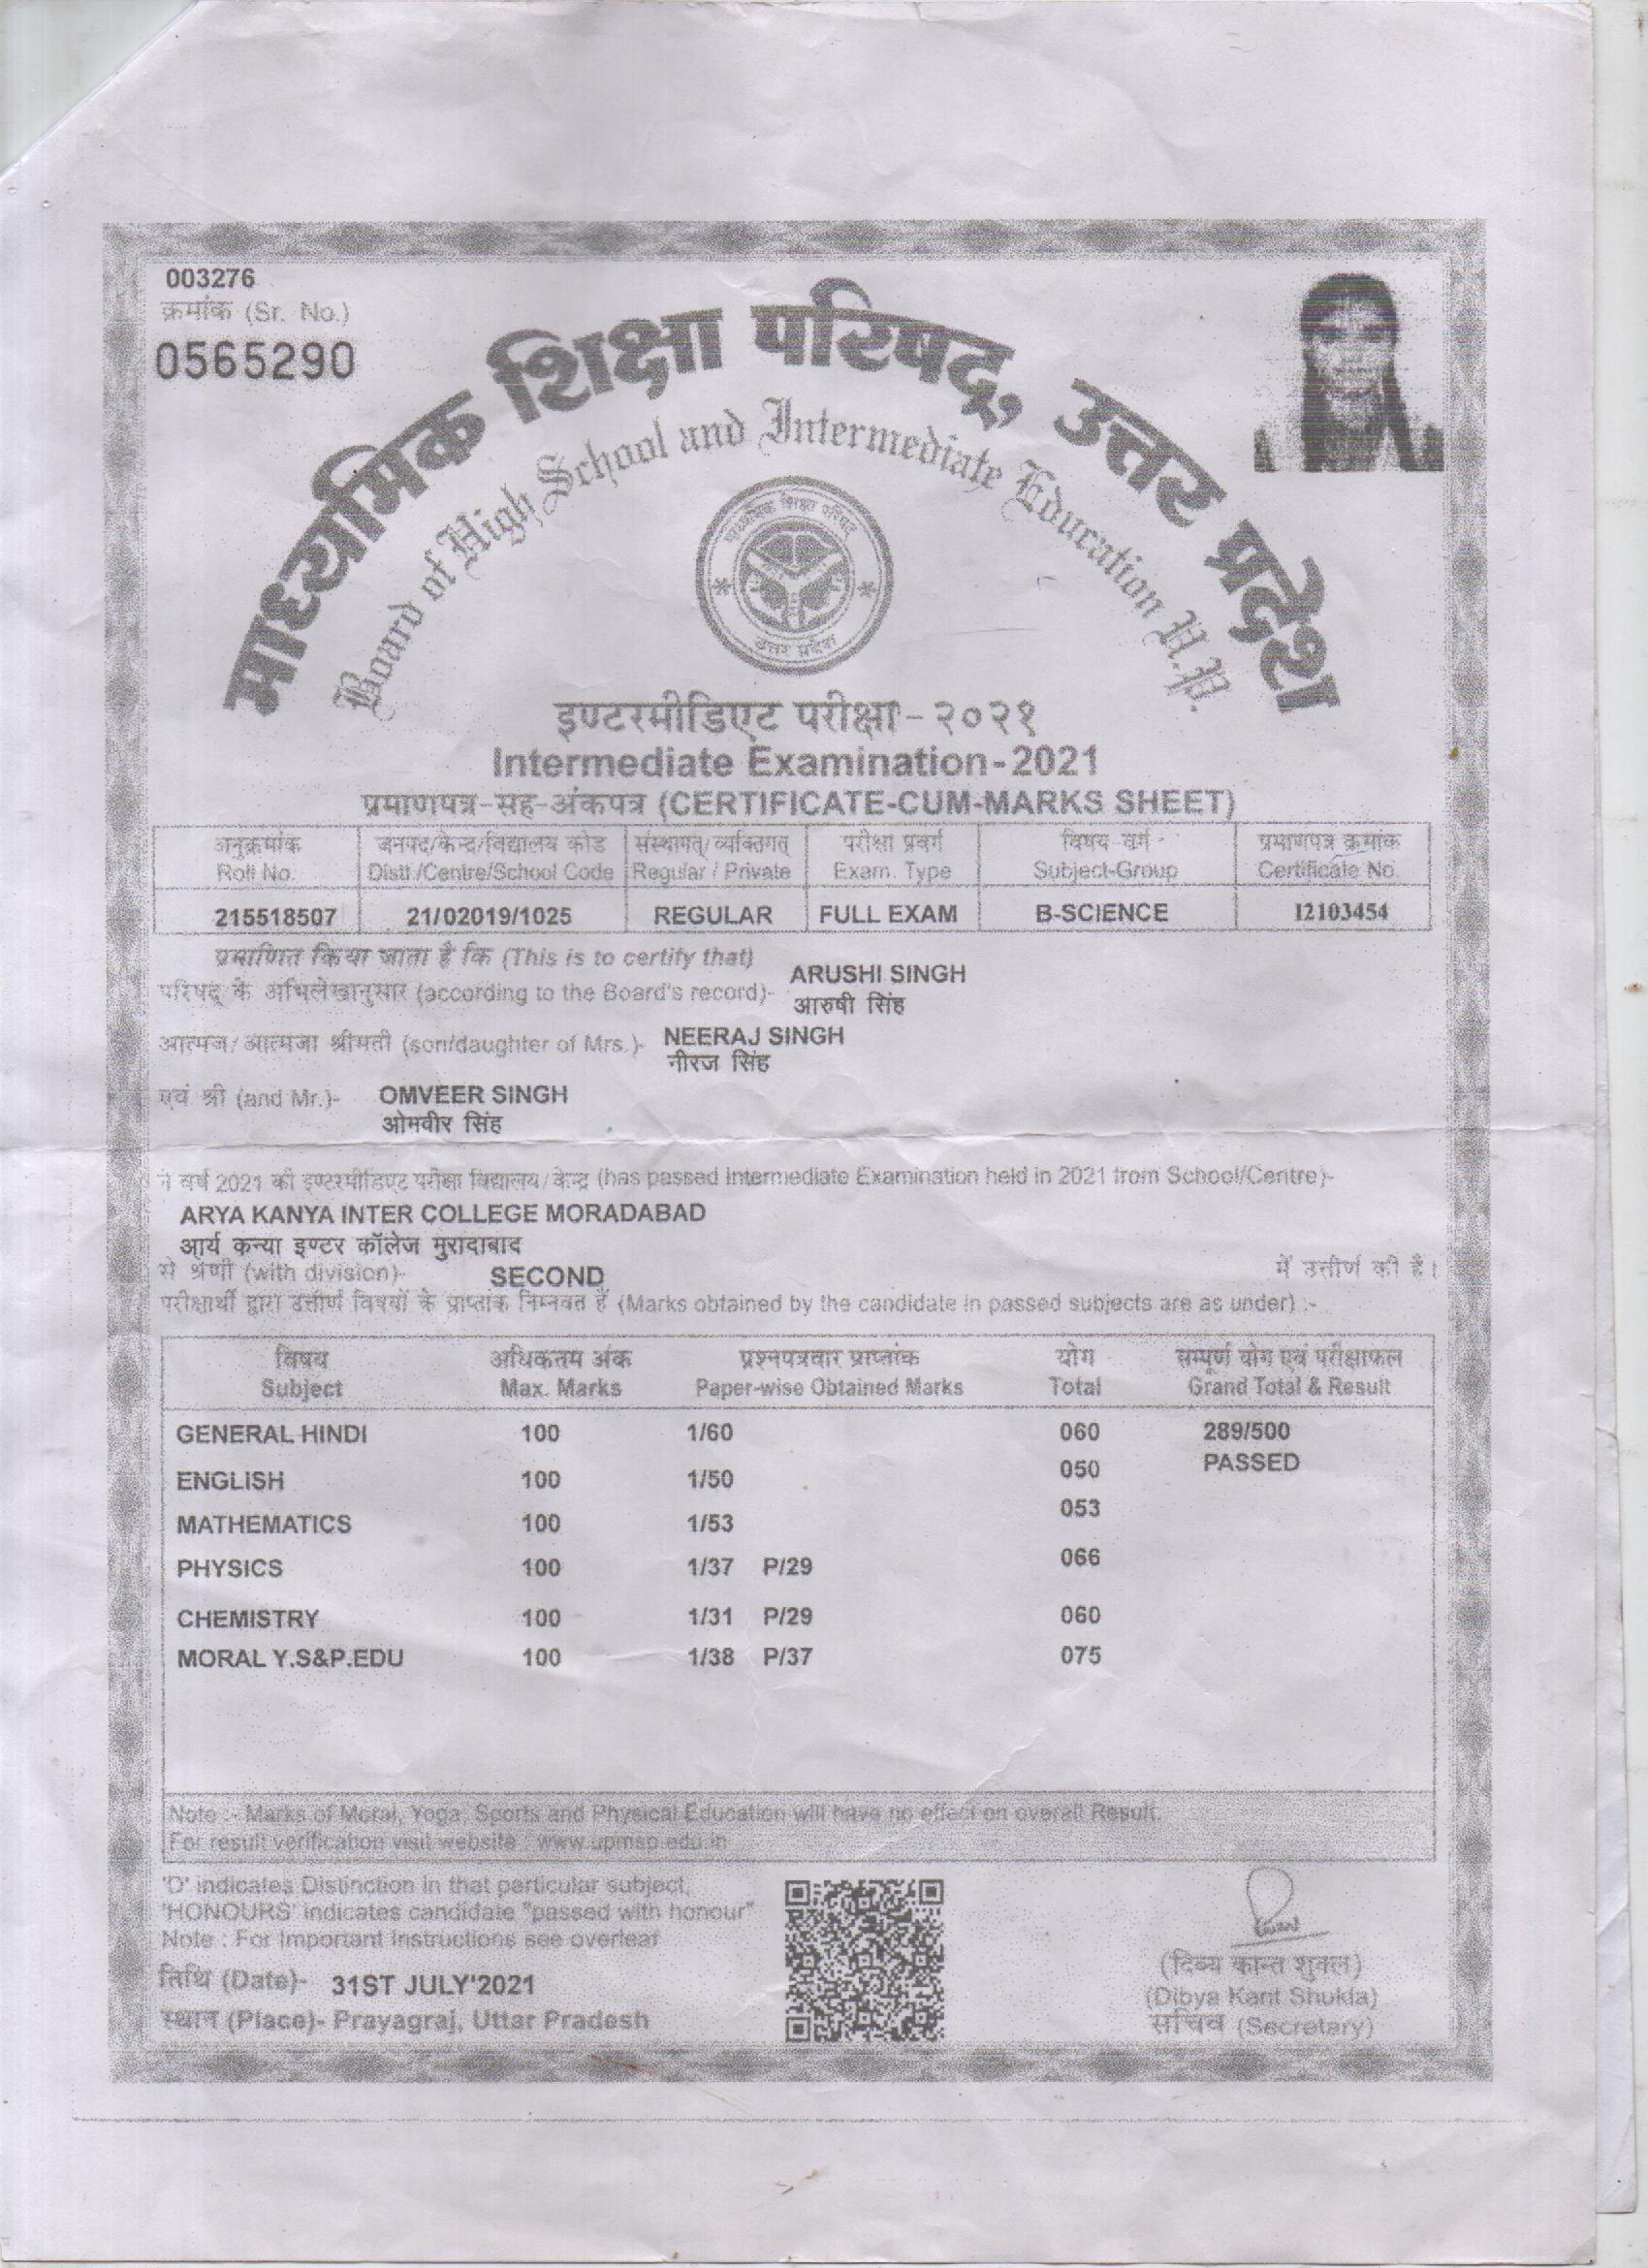 003276
क्रमांक (Sr. No.)
0565290
माध्यमिक शिक्षा परिषद्, उत्तर प्रदेश
Board of High School and Intermediate Education U.P.
माध्यमिक शिक्षा परिषद्
उत्तर प्रदेश
इण्टरमीडिएट परीक्षा-२०२१
Intermediate Examination-2021
प्रमाणपत्र-सह-अंकपत्र (CERTIFICATE-CUM-MARKS SHEET)
अनुक्रमांक जनपद/केन्द्र/विद्यालय कोड संस्थागत्/व्यक्तिगत् परीक्षा प्रवर्ग विषय-वर्ग प्रमाणपत्र क्रमांक
Roll No. Distt./Centre/School Code Regular / Private Exam. Type Subject-Group Certificate No.
215518507 21/02019/1025 REGULAR FULL EXAM B-SCIENCE I2103454
प्रमाणित किया जाता है कि (This is to certify that)
परिषद् के अभिलेखानुसार (according to the Board's record)- ARUSHI SINGH
आरुषी सिंह
आत्मज/आत्मजा श्रीमती (son/daughter of Mrs.)- NEERAJ SINGH
नीरज सिंह
एवं श्री (and Mr.)- OMVEER SINGH
ओमवीर सिंह
ने वर्ष 2021 की इण्टरमीडिएट परीक्षा विद्यालय/केन्द्र (has passed Intermediate Examination held in 2021 from School/Centre)-
ARYA KANYA INTER COLLEGE MORADABAD
आर्य कन्या इण्टर कॉलेज मुरादाबाद
से श्रेणी (with division)- SECOND में उत्तीर्ण की है।
परीक्षार्थी द्वारा उत्तीर्ण विषयों के प्राप्तांक निम्नवत हैं (Marks obtained by the candidate in passed subjects are as under) :-
विषय अधिकतम अंक प्रश्नपत्रवार प्राप्तांक योग सम्पूर्ण योग एवं परीक्षाफल
Subject Max. Marks Paper-wise Obtained Marks Total Grand Total & Result
GENERAL HINDI 100 1/60 060 289/500
PASSED
ENGLISH 100 1/50 050
MATHEMATICS 100 1/53 053
PHYSICS 100 1/37 P/29 066
CHEMISTRY 100 1/31 P/29 060
MORAL Y.S&P.EDU 100 1/38 P/37 075
Note :- Marks of Moral, Yoga, Sports and Physical Education will have no effect on overall Result.
For result verification visit website : www.upmsp.edu.in
'D' indicates Distinction in that particular subject,
'HONOURS' indicates candidate "passed with honour"
Note : For Important Instructions see overleaf
तिथि (Date)- 31ST JULY'2021
स्थान (Place)- Prayagraj, Uttar Pradesh
(दिव्य कान्त शुक्ल)
(Dibya Kant Shukla)
सचिव (Secretary)